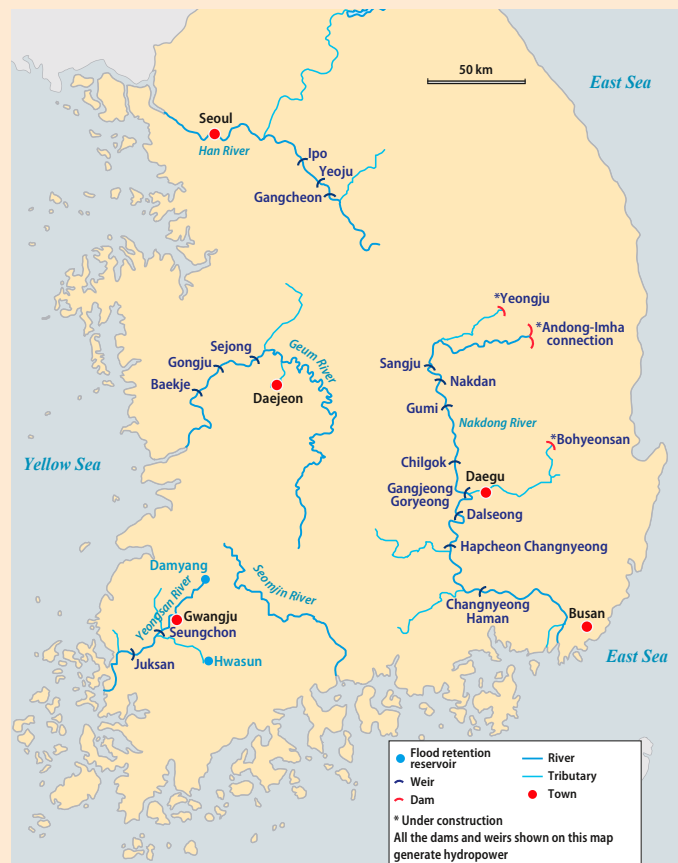 East Sea
50 km
Seoul
Han River
Ipo
Yeoju
Gangcheon
*Yeongju
*Andong-Imha
connection
Sejong
Geum River
Gongju
Baekje
Daejeon
Sangju
Nakdan
Gumi
Nakdong River
*Bohyeonsan
Yellow Sea
Chilgok
Daegu
Gangjeong
Goryeong
Dalseong
Hapcheon Changnyeong
Damyang
Seomjin River
Yeongsan River
Gwangju
Seungchon
Changnyeong
Haman
Busan
Juksan
Hwasun
East Sea
Flood retention
reservoir
Weir
Dam
River
Tributary
Town
* Under construction
All the dams and weirs shown on this map
generate hydropower